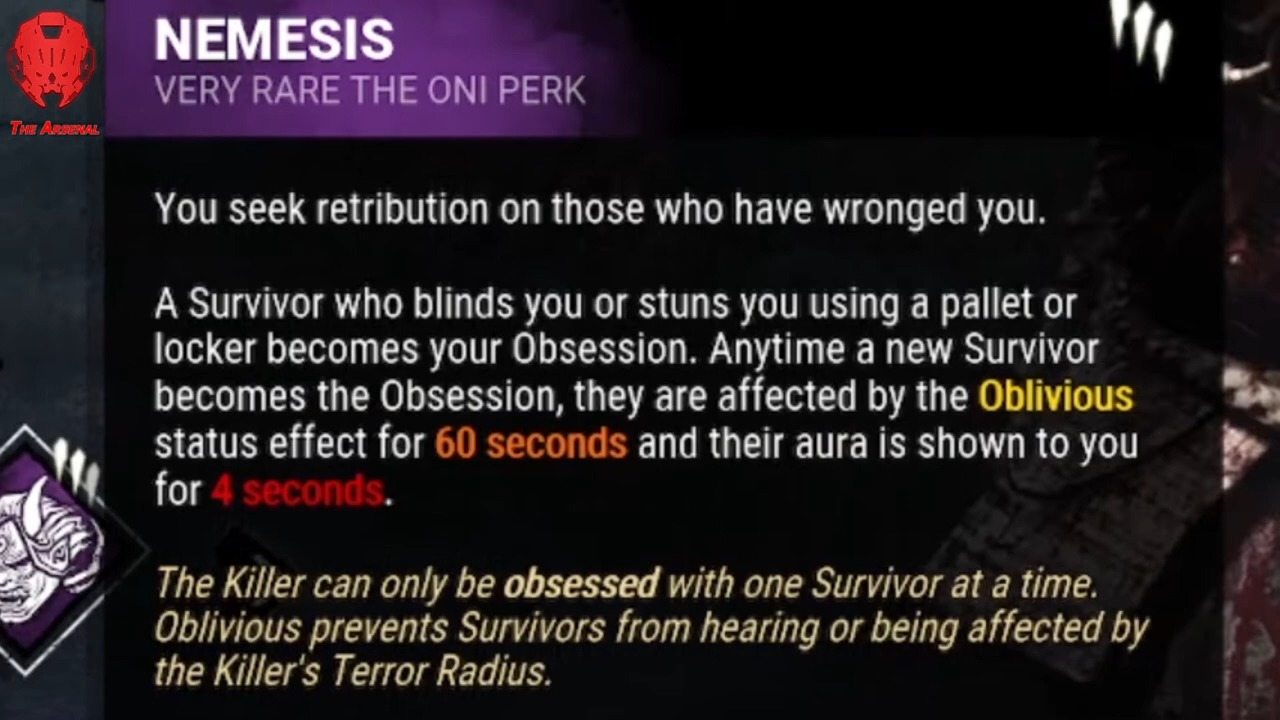 THE ARSENAL
NEMESIS
VERY RARE THE ONI PERK
You seek retribution on those who have wronged you.
A Survivor who blinds you or stuns you using a pallet or
locker becomes your Obsession. Anytime a new Survivor
becomes the Obsession, they are affected by the Oblivious
status effect for 60 seconds and their aura is shown to you
for 4 seconds.
The Killer can only be obsessed with one Survivor at a time.
Oblivious prevents Survivors from hearing or being affected by
the Killer's Terror Radius.